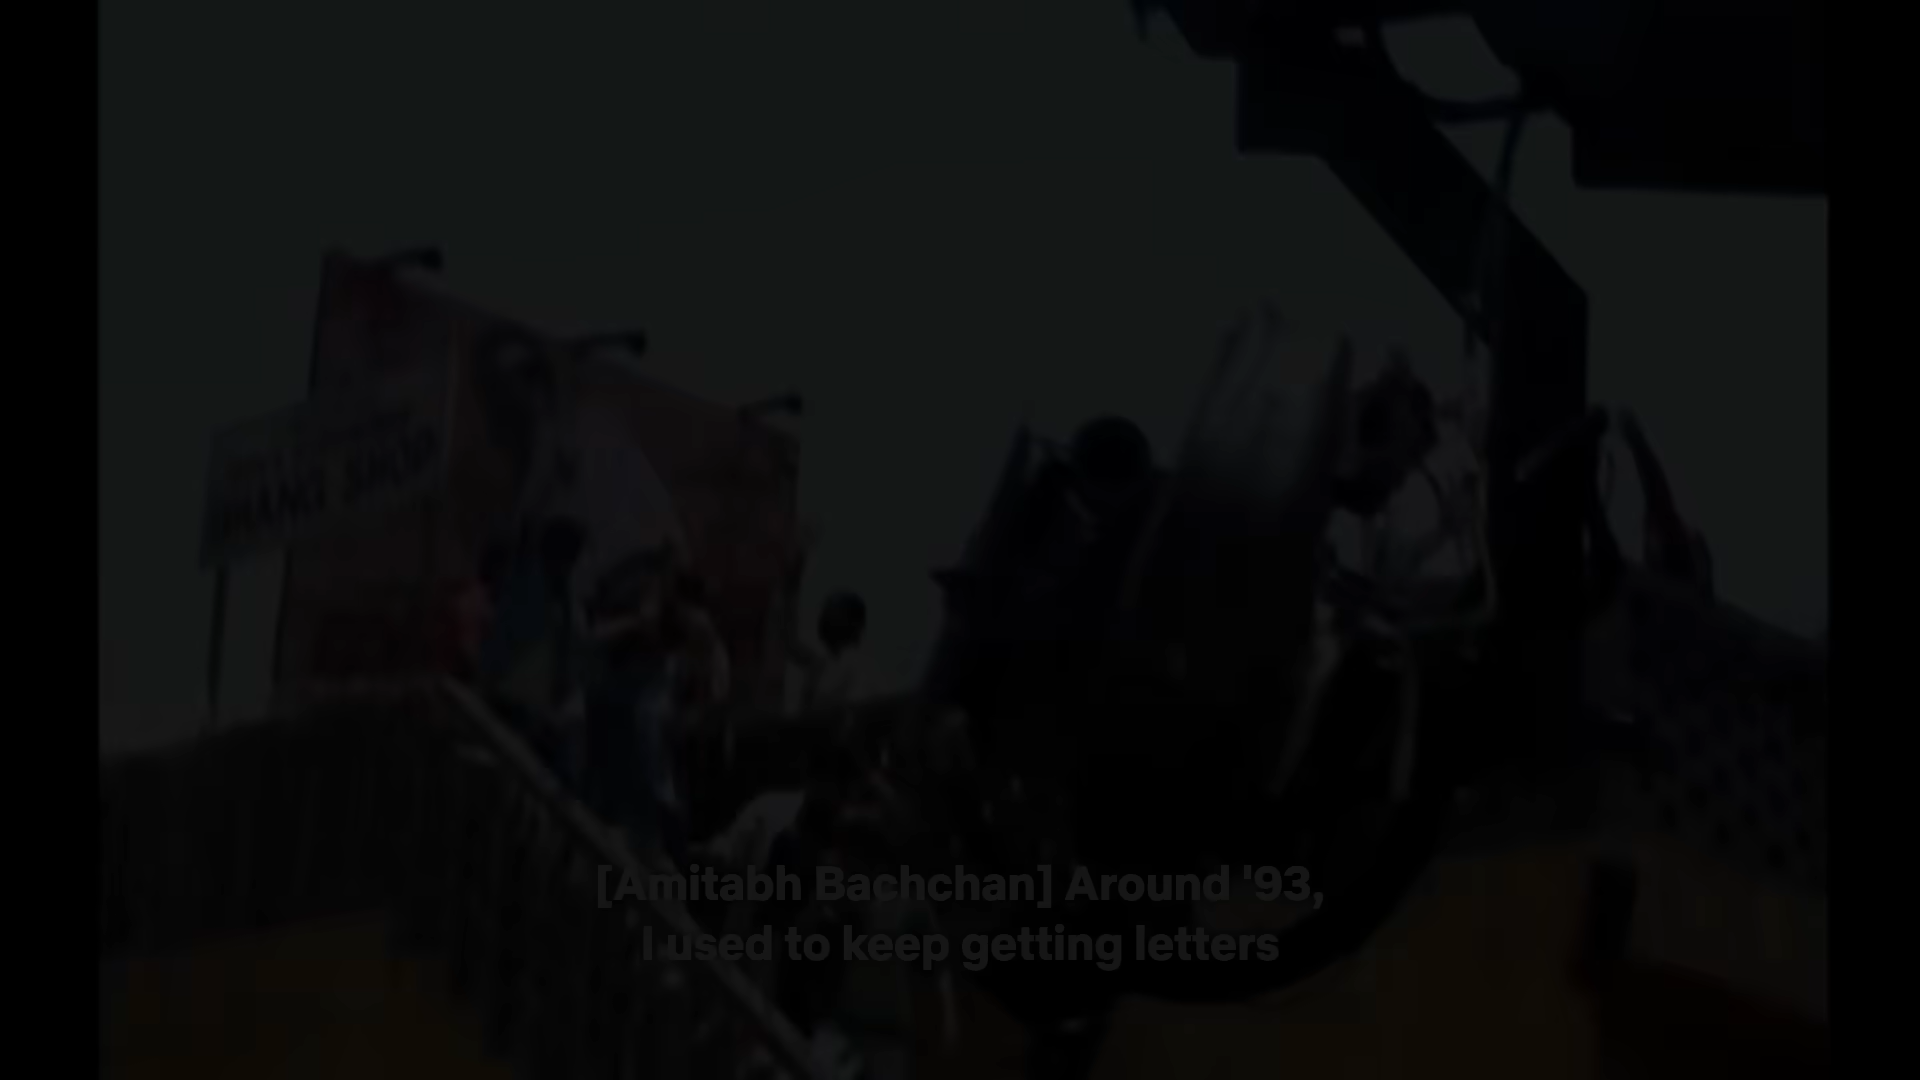 [Amitabh Bachchan] Around '93,
I used to keep getting letters